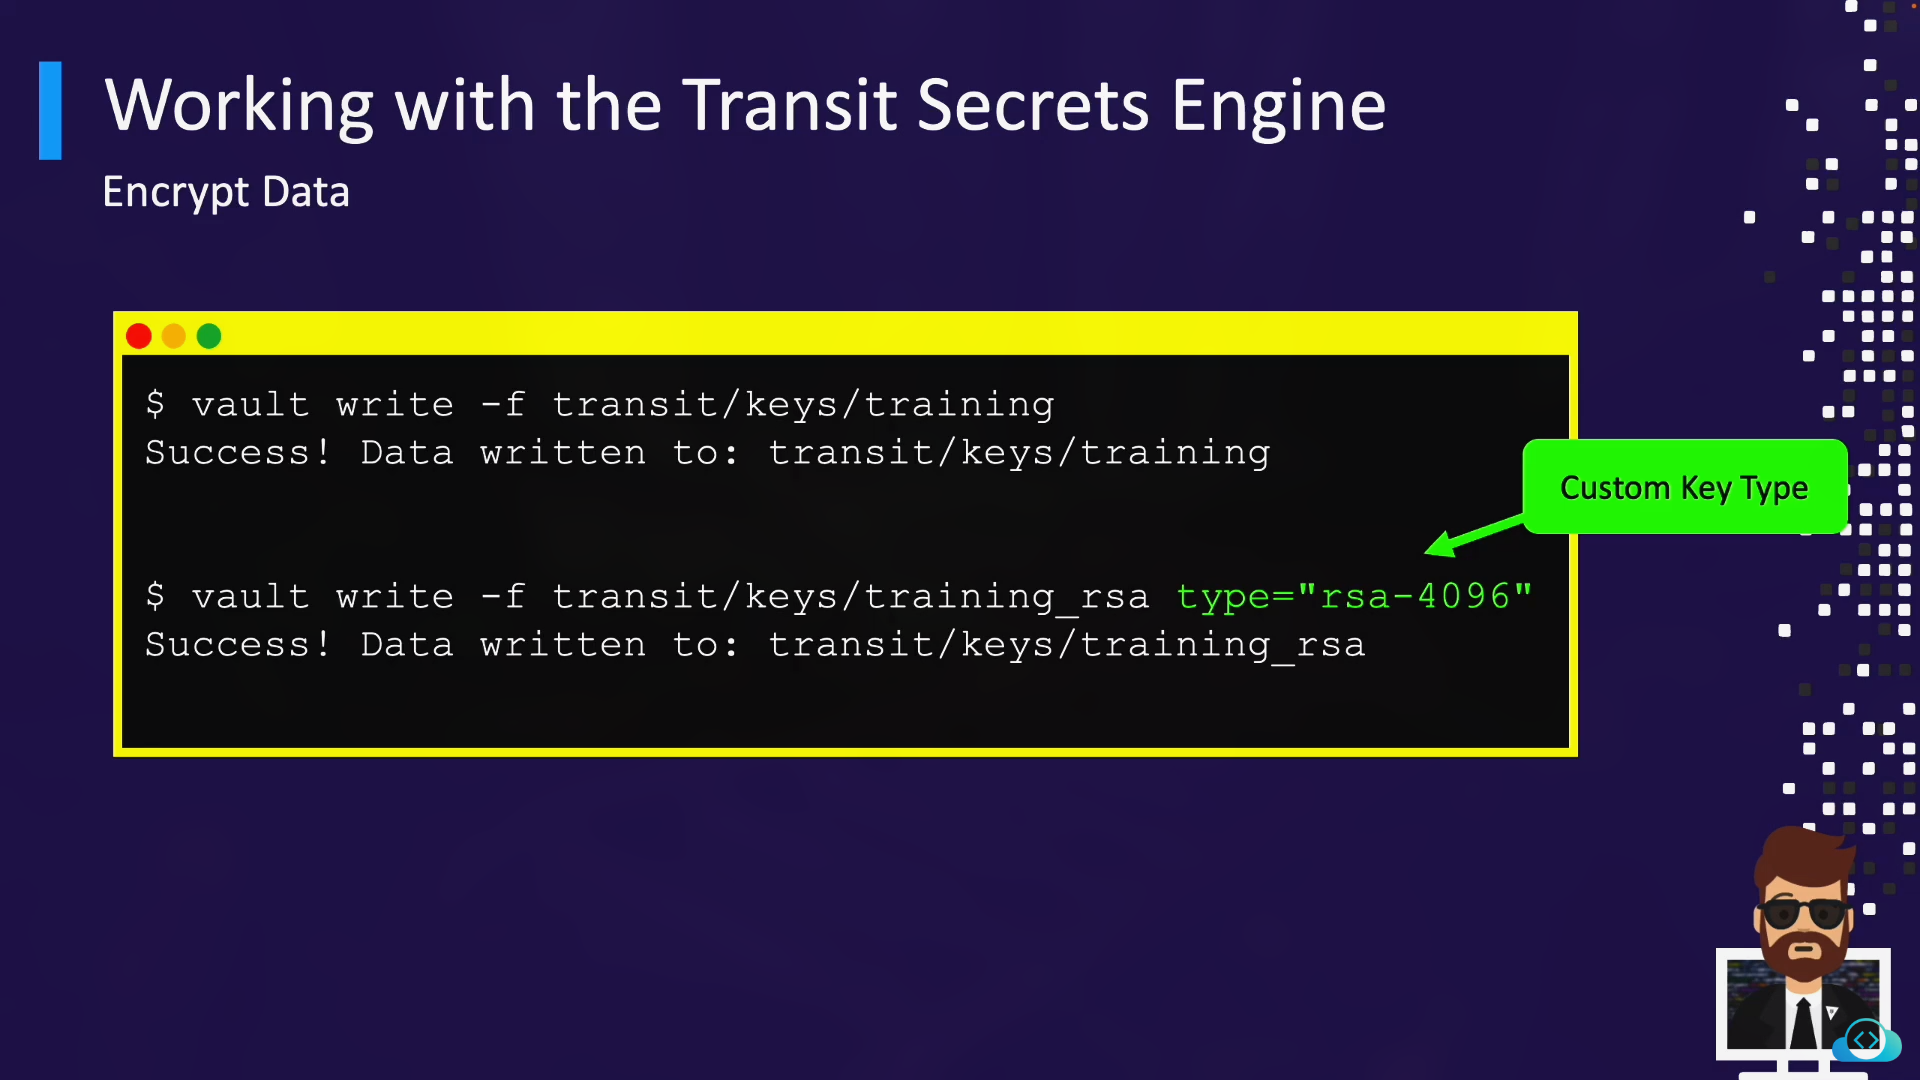 Working with the Transit Secrets Engine
Encrypt Data
$ vault write -f transit/keys/training
Success! Data written to: transit/keys/training
Custom Key Type
$ vault write -f transit/keys/training_rsa type="rsa-4096"
Success! Data written to: transit/keys/training_rsa